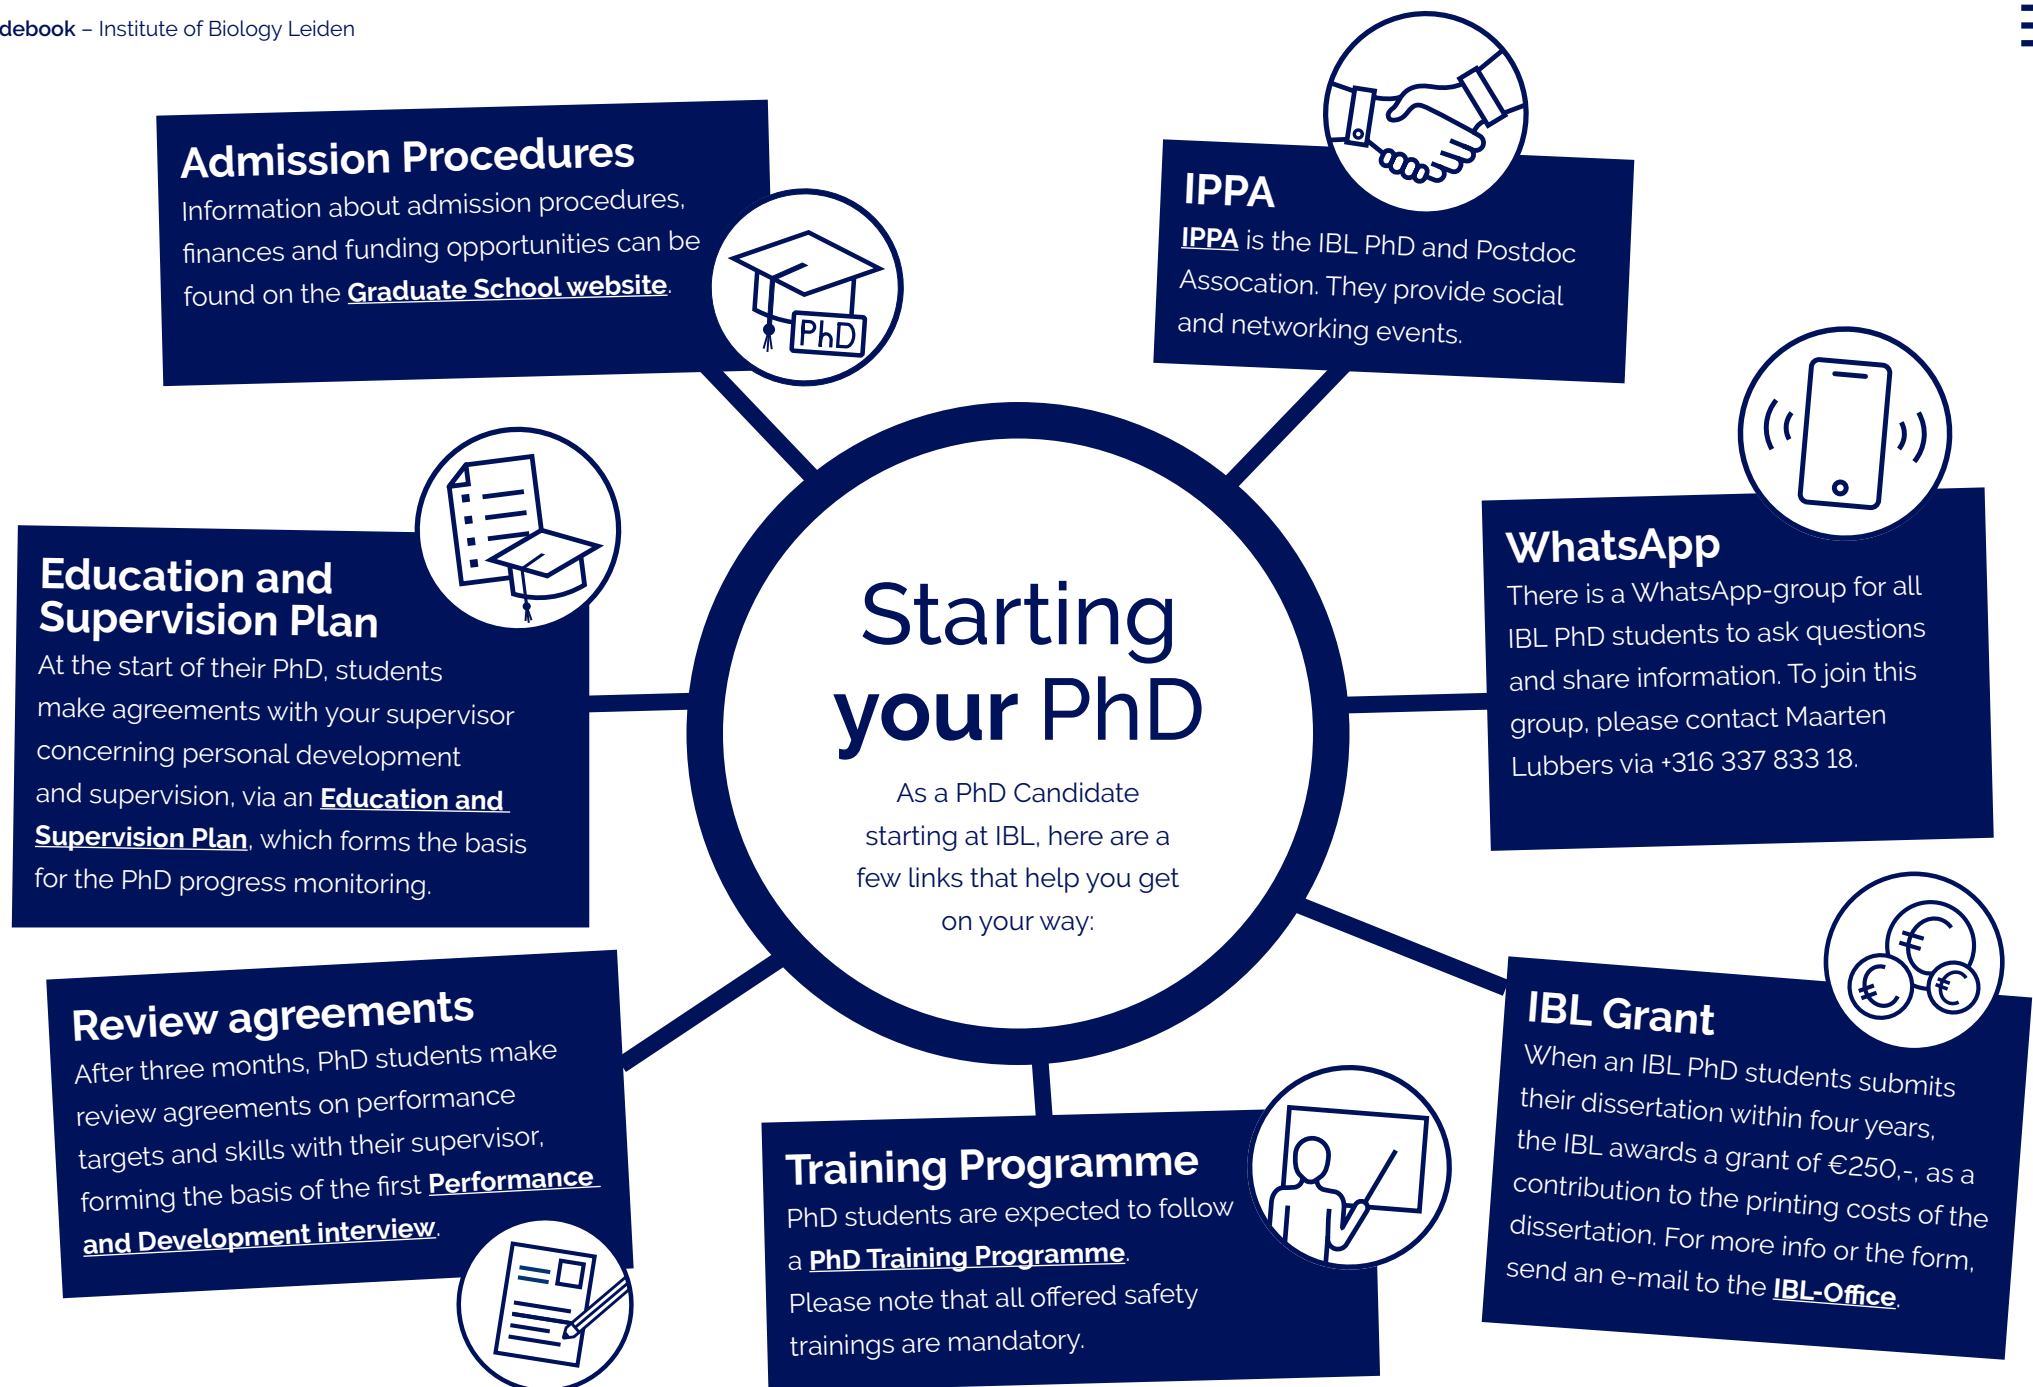 debook – Institute of Biology Leiden
Admission Procedures
Information about admission procedures,
finances and funding opportunities can be
found on the Graduate School website.
PhD
IPPA
IPPA is the IBL PhD and Postdoc
Assocation. They provide social
and networking events.
WhatsApp
There is a WhatsApp-group for all
IBL PhD students to ask questions
and share information. To join this
group, please contact Maarten
Lubbers via +316 337 833 18.
Education and
Supervision Plan
At the start of their PhD, students
make agreements with your supervisor
concerning personal development
and supervision, via an Education and
Supervision Plan, which forms the basis
for the PhD progress monitoring.
Starting
your PhD
As a PhD Candidate
starting at IBL, here are a
few links that help you get
on your way:
Review agreements
After three months, PhD students make
review agreements on performance
targets and skills with their supervisor,
forming the basis of the first Performance
and Development interview.
Training Programme
PhD students are expected to follow
a PhD Training Programme.
Please note that all offered safety
trainings are mandatory.
IBL Grant
When an IBL PhD students submits
their dissertation within four years,
the IBL awards a grant of €250,-, as a
contribution to the printing costs of the
dissertation. For more info or the form,
send an e-mail to the IBL-Office.